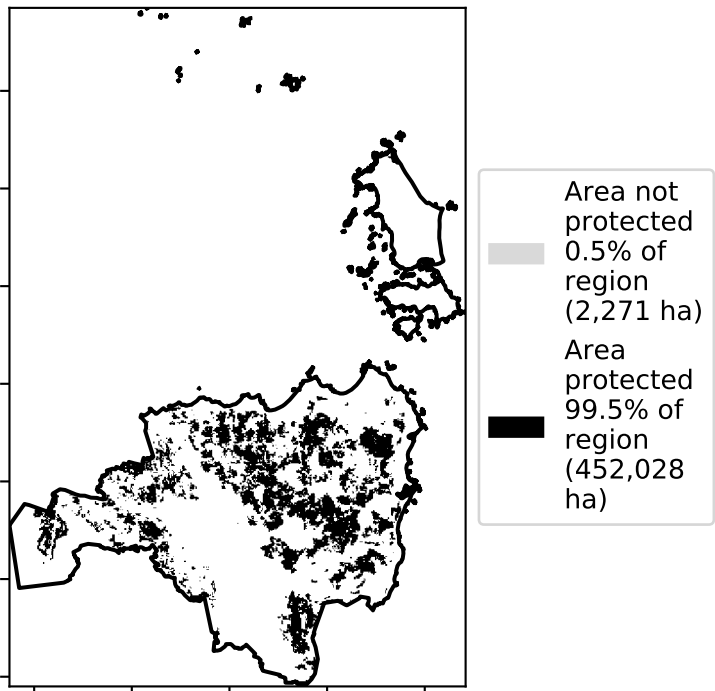 Area not
protected
0.5% of
region
(2,271 ha)
Area
protected
99.5% of
region
(452,028
ha)